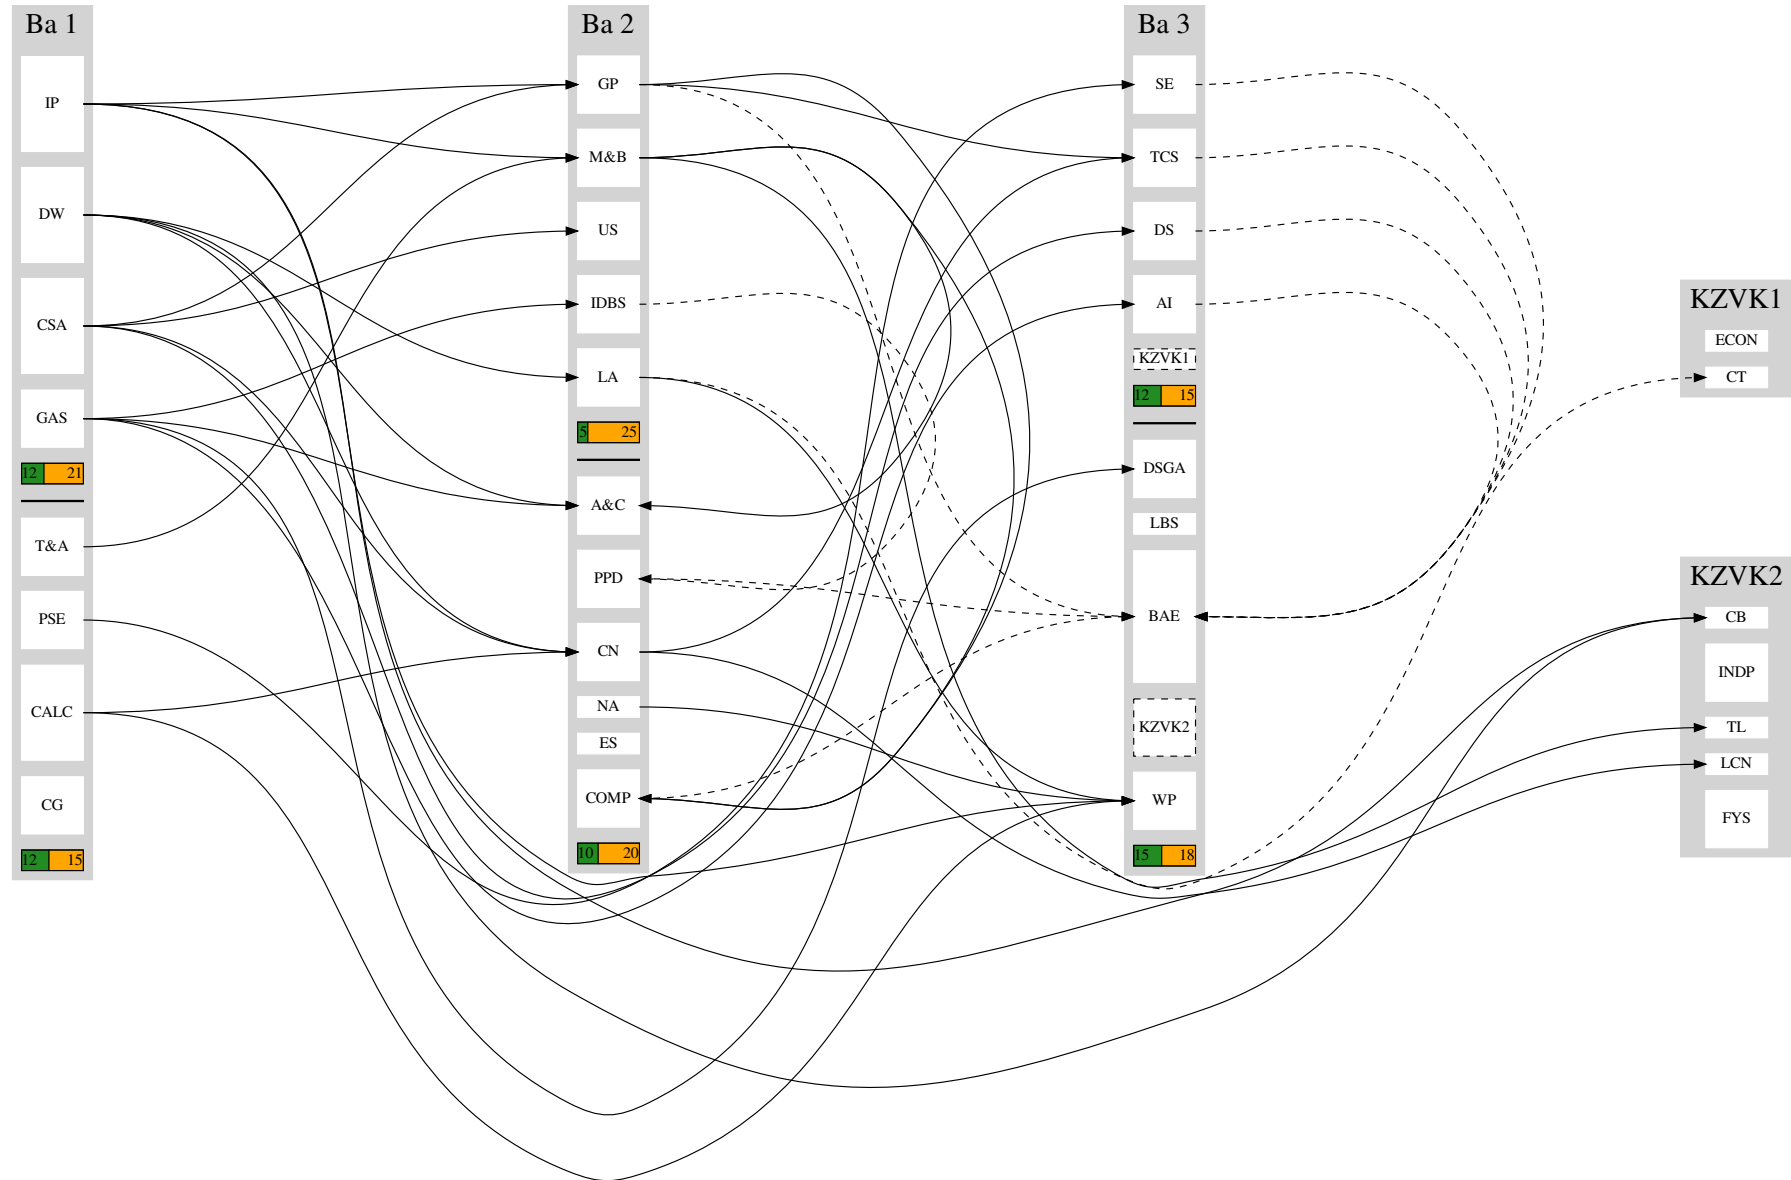 Ba 1
IP
DW
CSA
GAS
12 21
T&A
PSE
CALC
CG
12 15
Ba 2
GP
M&B
US
IDBS
LA
5 25
A&C
PPD
CN
NA
ES
COMP
10 20
Ba 3
SE
TCS
DS
AI
KZVK1
12 15
DSGA
LBS
BAE
KZVK2
WP
15 18
KZVK1
ECON
CT
KZVK2
CB
INDP
TL
LCN
FYS